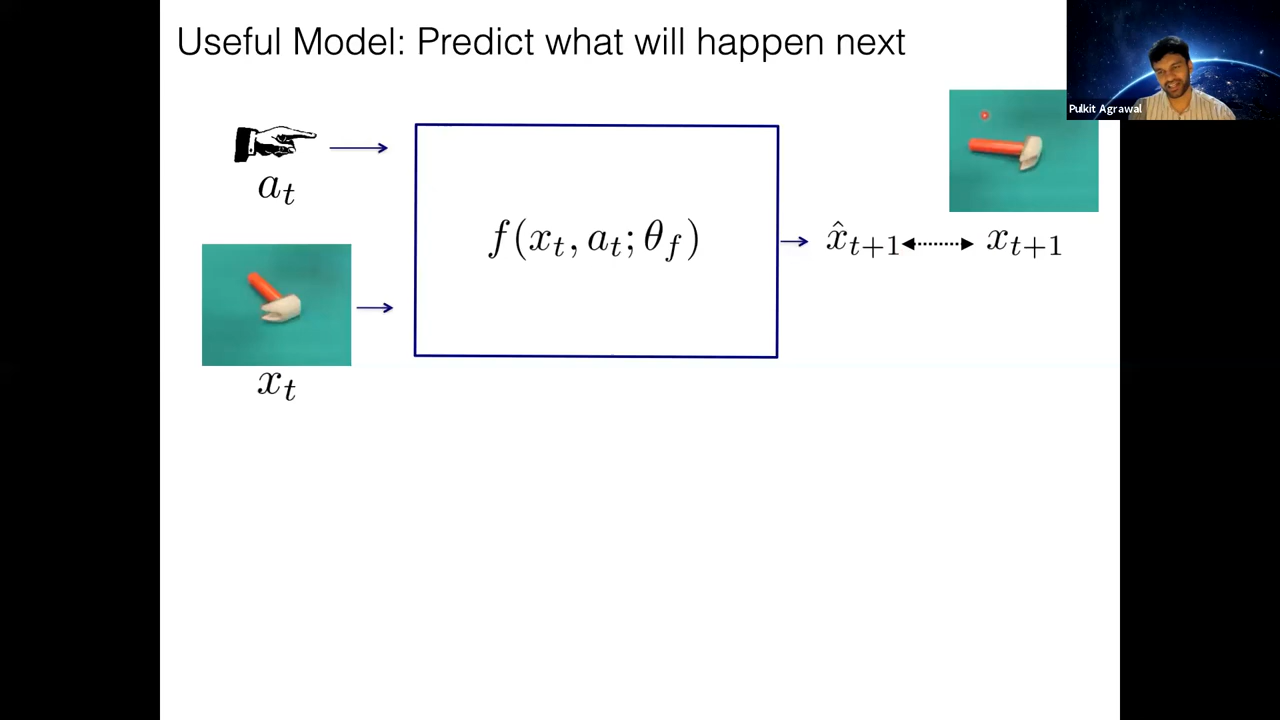 Useful Model: Predict what will happen next
Pulkit Agrawal
a_t
f(x_t, a_t; θ_f)
x̂_{t+1}
x_{t+1}
x_t